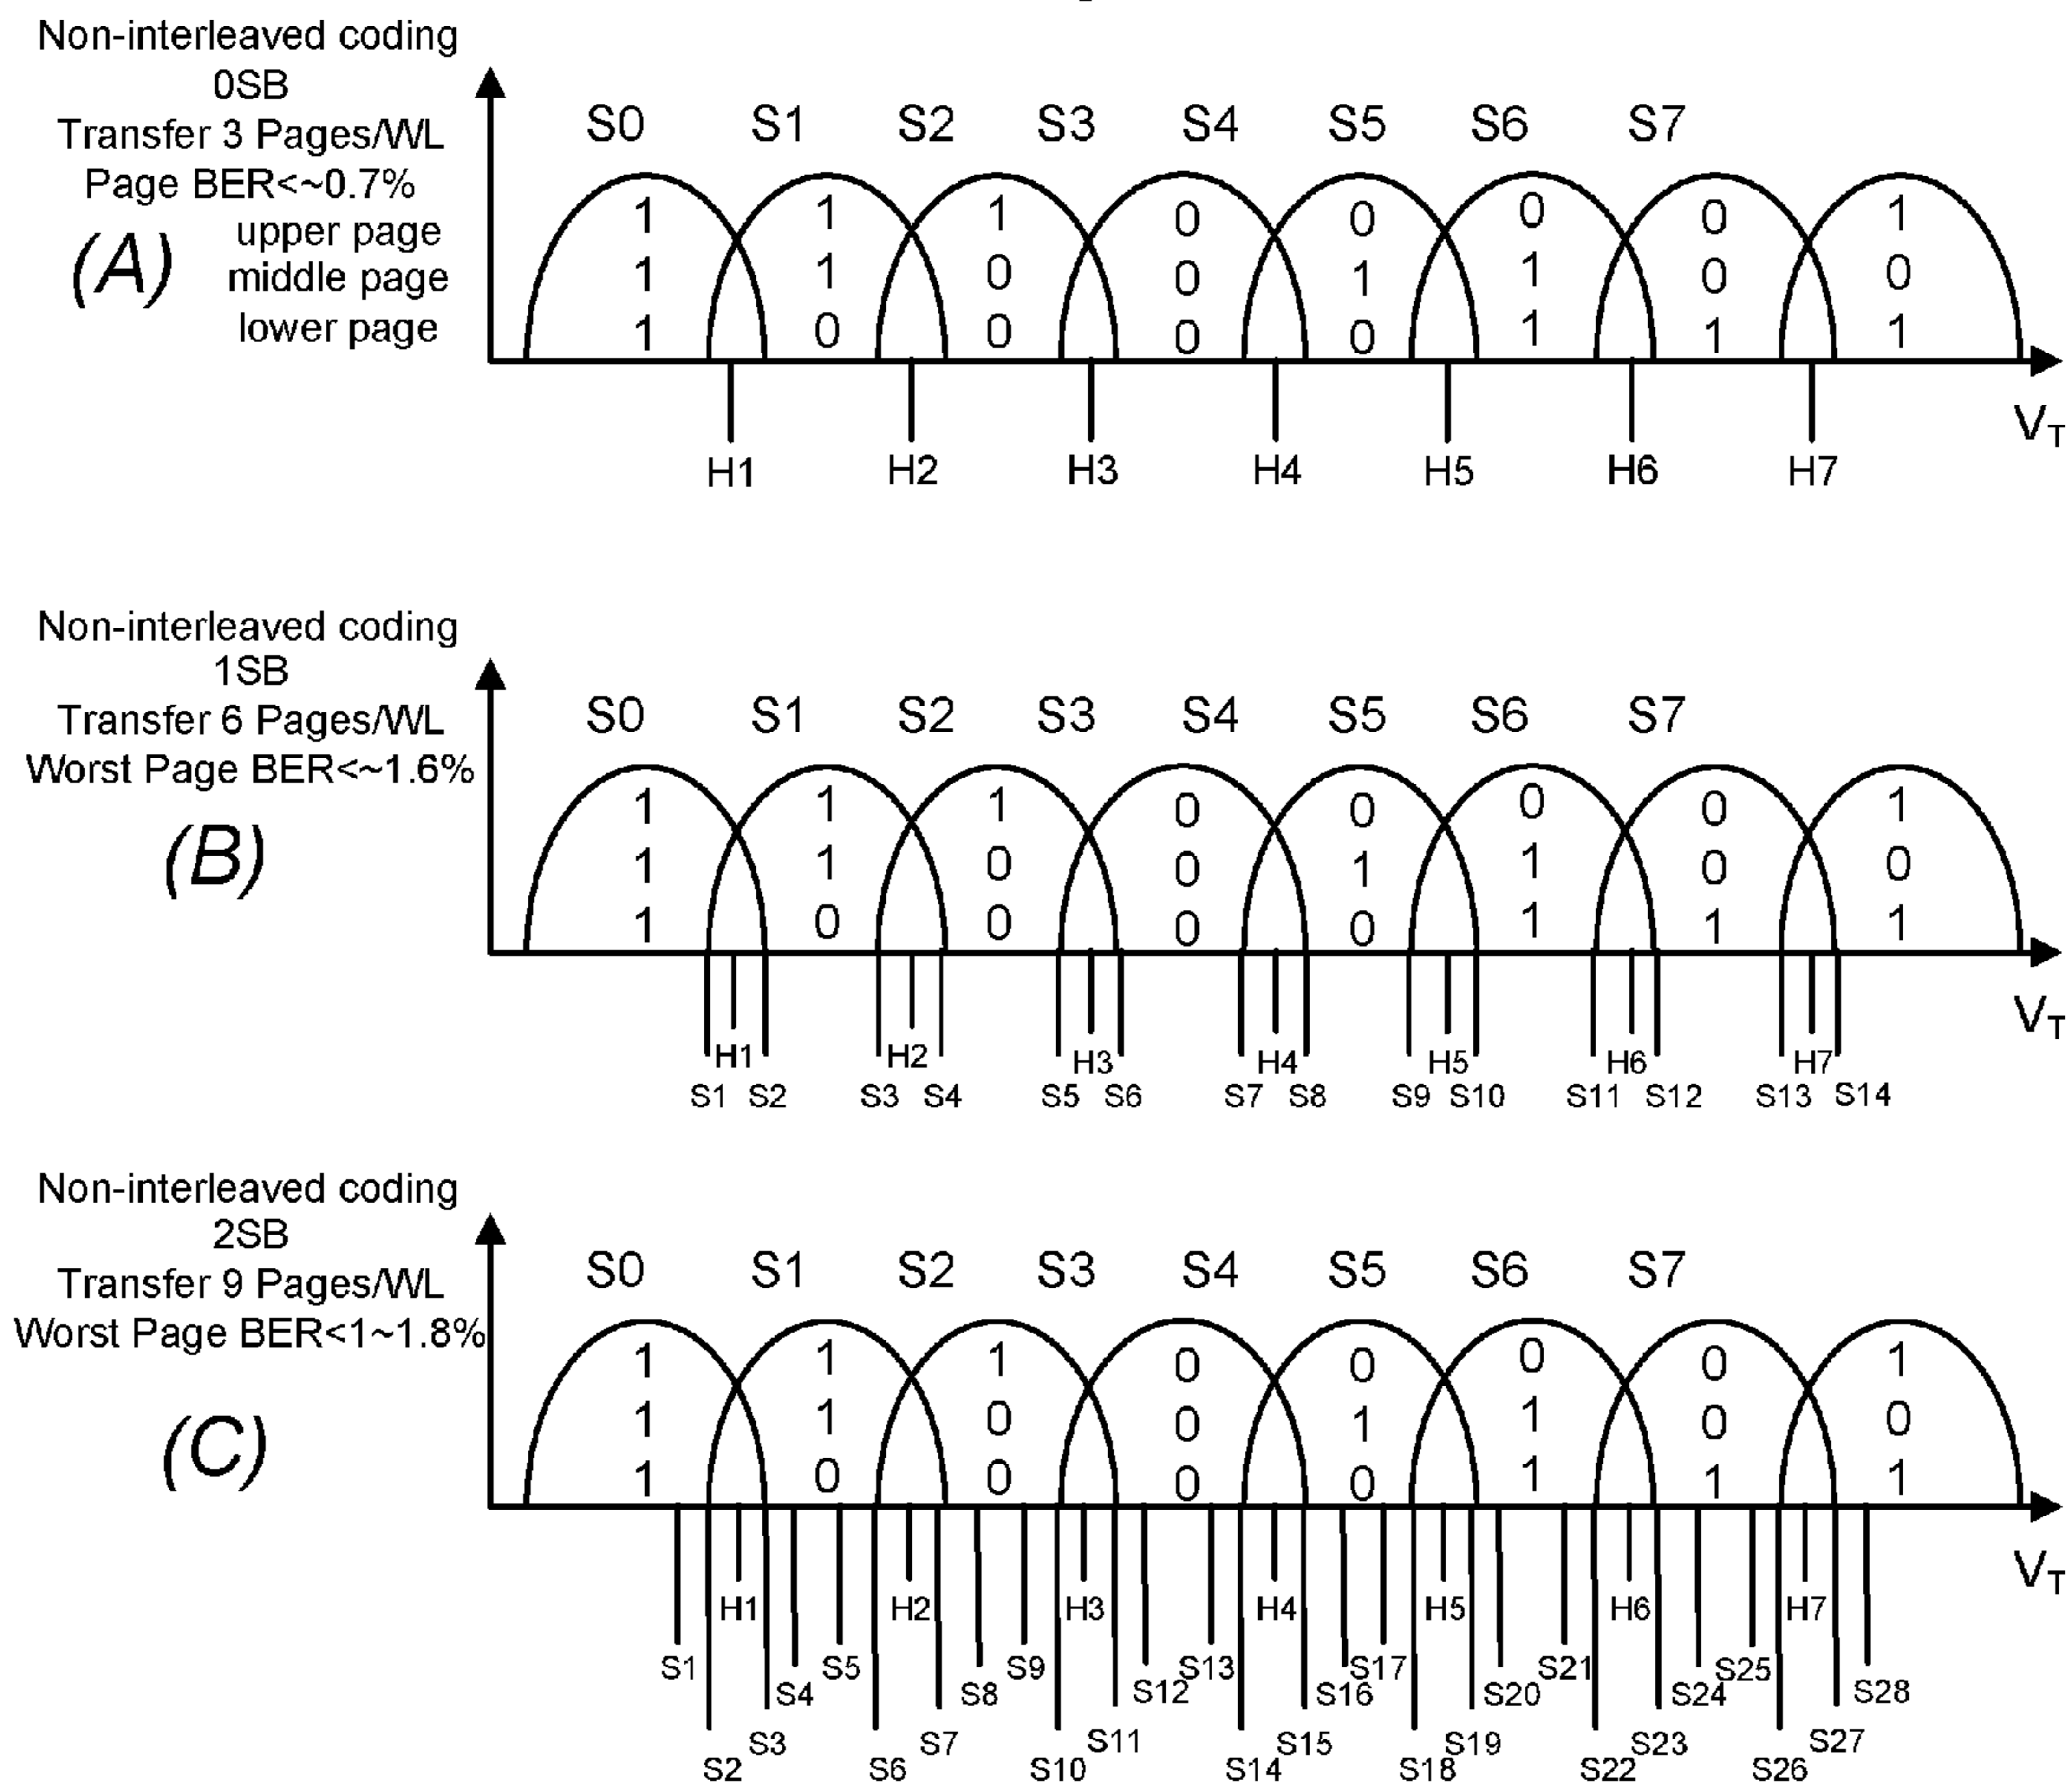 Non-interleaved coding
0SB
Transfer 3 Pages/WL
Page BER<~0.7%
(A)
upper page
middle page
lower page
S0 S1 S2 S3 S4 S5 S6 S7
1 1 1 0 0 0 0 1
1 1 0 0 1 1 0 0
1 0 0 0 0 1 1 1
VT
H1 H2 H3 H4 H5 H6 H7
Non-interleaved coding
1SB
Transfer 6 Pages/WL
Worst Page BER<~1.6%
(B)
S0 S1 S2 S3 S4 S5 S6 S7
1 1 1 0 0 0 0 1
1 1 0 0 1 1 0 0
1 0 0 0 0 1 1 1
VT
H1 H2 H3 H4 H5 H6 H7
S1 S2 S3 S4 S5 S6 S7 S8 S9 S10 S11 S12 S13 S14
Non-interleaved coding
2SB
Transfer 9 Pages/WL
Worst Page BER<1~1.8%
(C)
S0 S1 S2 S3 S4 S5 S6 S7
1 1 1 0 0 0 0 1
1 1 0 0 1 1 0 0
1 0 0 0 0 1 1 1
VT
H1 H2 H3 H4 H5 H6 H7
S1 S5 S9 S13 S17 S21 S25
S4 S8 S12 S16 S20 S24 S28
S3 S7 S11 S15 S19 S23 S27
S2 S6 S10 S14 S18 S22 S26